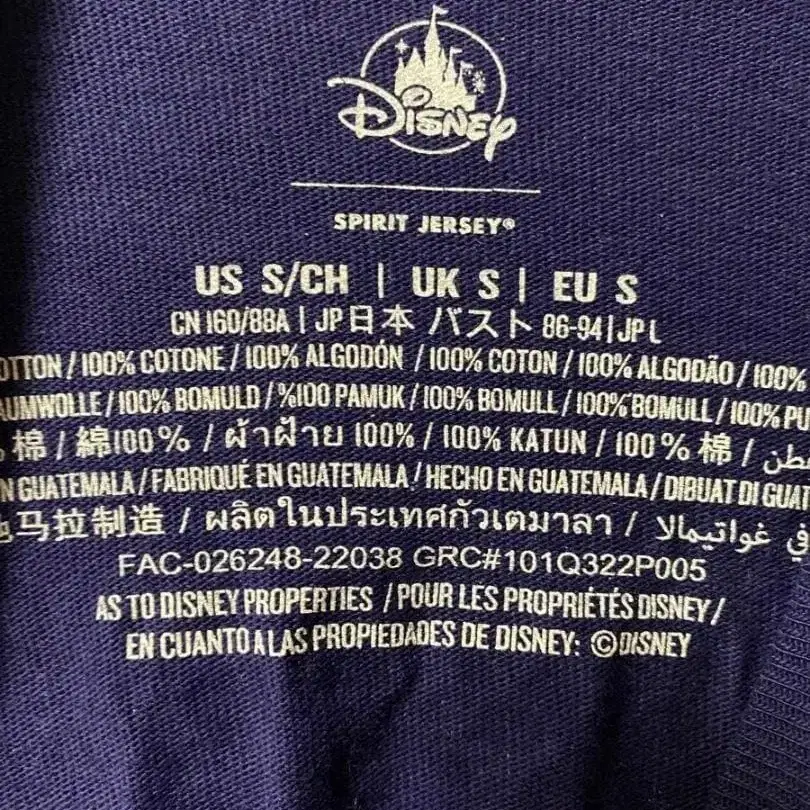 DISNEY
SPIRIT JERSEY®
US S/CH | UK S | EU S
CN 160/88A | JP 日本 バスト 86-94 | JP L
OTTON / 100% COTONE / 100% ALGODÓN / 100% COTON / 100% ALGODÃO / 100%
AUMWOLLE / 100% BOMULD / %100 PAMUK / 100% BOMULL / 100% BOMULL / 100% PU
棉 / 綿100% / ผ้าฝ้าย 100% / 100% KATUN / 100% 棉 / قطن
N GUATEMALA / FABRIQUÉ EN GUATEMALA / HECHO EN GUATEMALA / DIBUAT DI GUAT
马拉制造 / ผลิตในประเทศกัวเตมาลา / في غواتيمالا
FAC-026248-22038 GRC#101Q322P005
AS TO DISNEY PROPERTIES / POUR LES PROPRIÉTÉS DISNEY /
EN CUANTO A LAS PROPIEDADES DE DISNEY: ©DISNEY